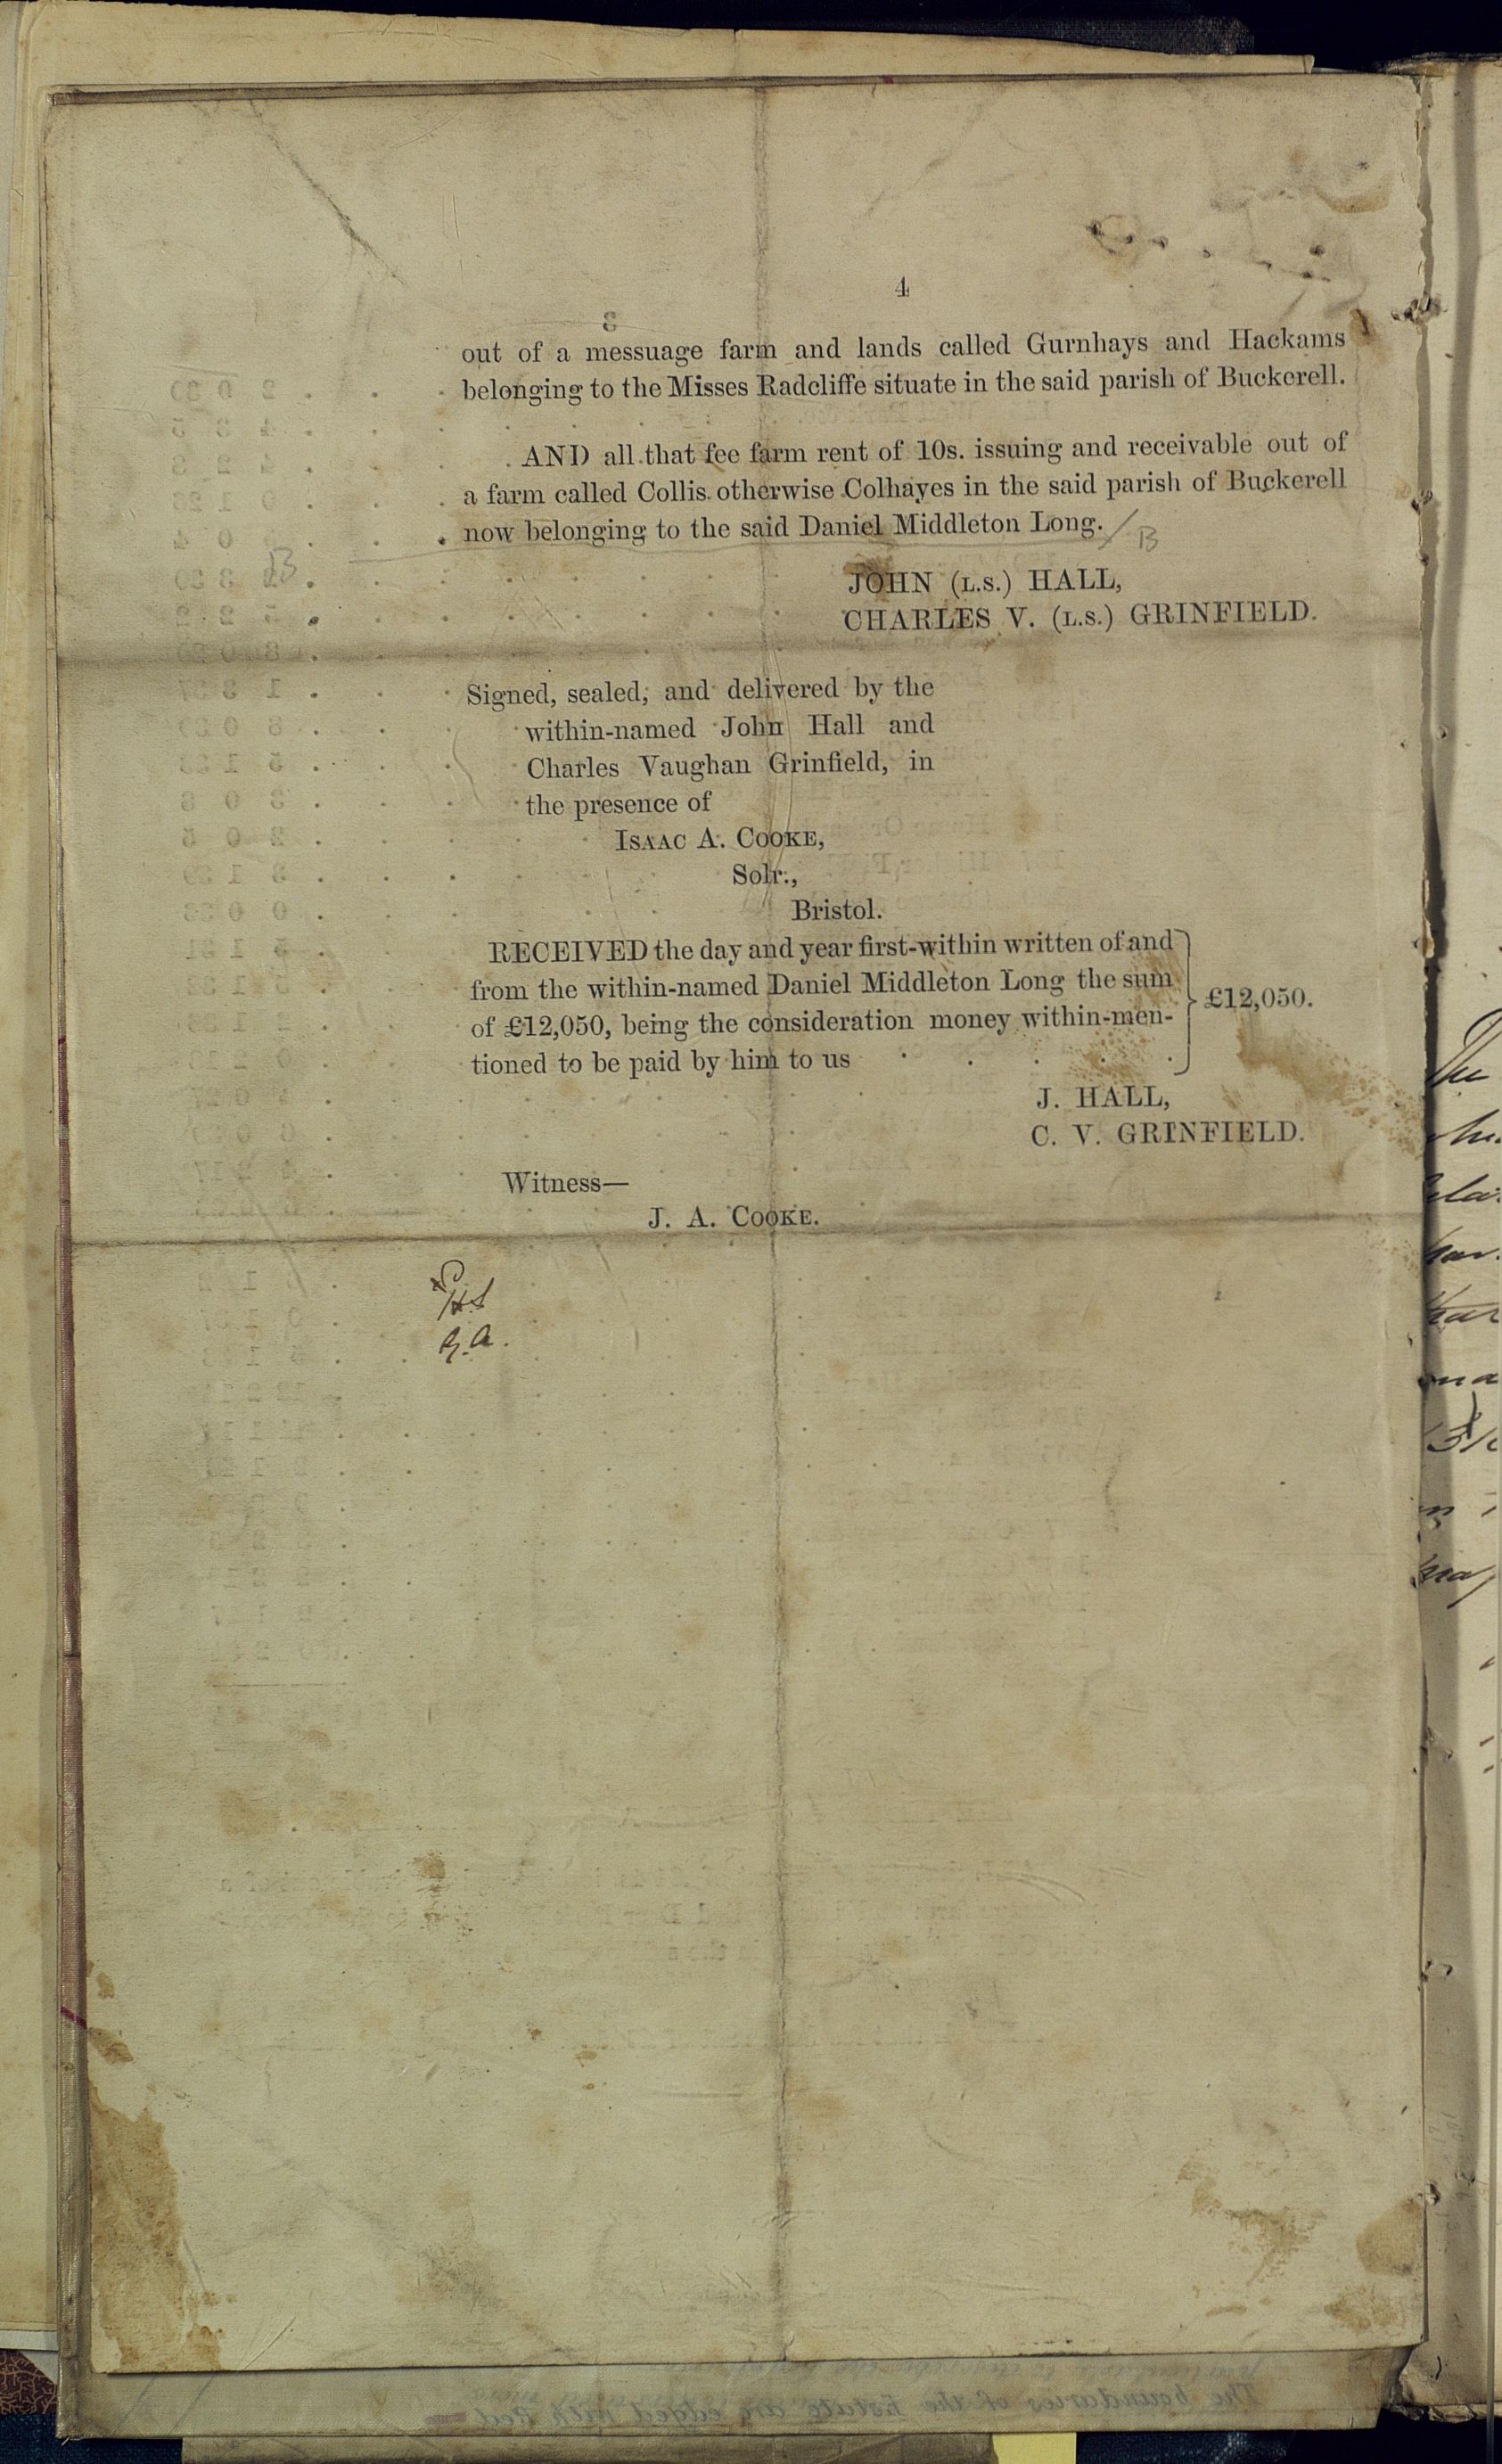 4
out of a messuage farm and lands called Gurnhays and Hackams
belonging to the Misses Radcliffe situate in the said parish of Buckerell.
AND all that fee farm rent of 10s. issuing and receivable out of
a farm called Collis otherwise Colhayes in the said parish of Buckerell
now belonging to the said Daniel Middleton Long. / B
JOHN (L.S.) HALL,
CHARLES V. (L.S.) GRINFIELD.
Signed, sealed, and delivered by the
within-named John Hall and
Charles Vaughan Grinfield, in
the presence of
ISAAC A. COOKE,
Solr.,
Bristol.
RECEIVED the day and year first-within written of and
from the within-named Daniel Middleton Long the sum
of £12,050, being the consideration money within-men-
tioned to be paid by him to us
£12,050.
J. HALL,
C. V. GRINFIELD.
Witness—
J. A. COOKE.
The boundaries of the Estate are edged with Red